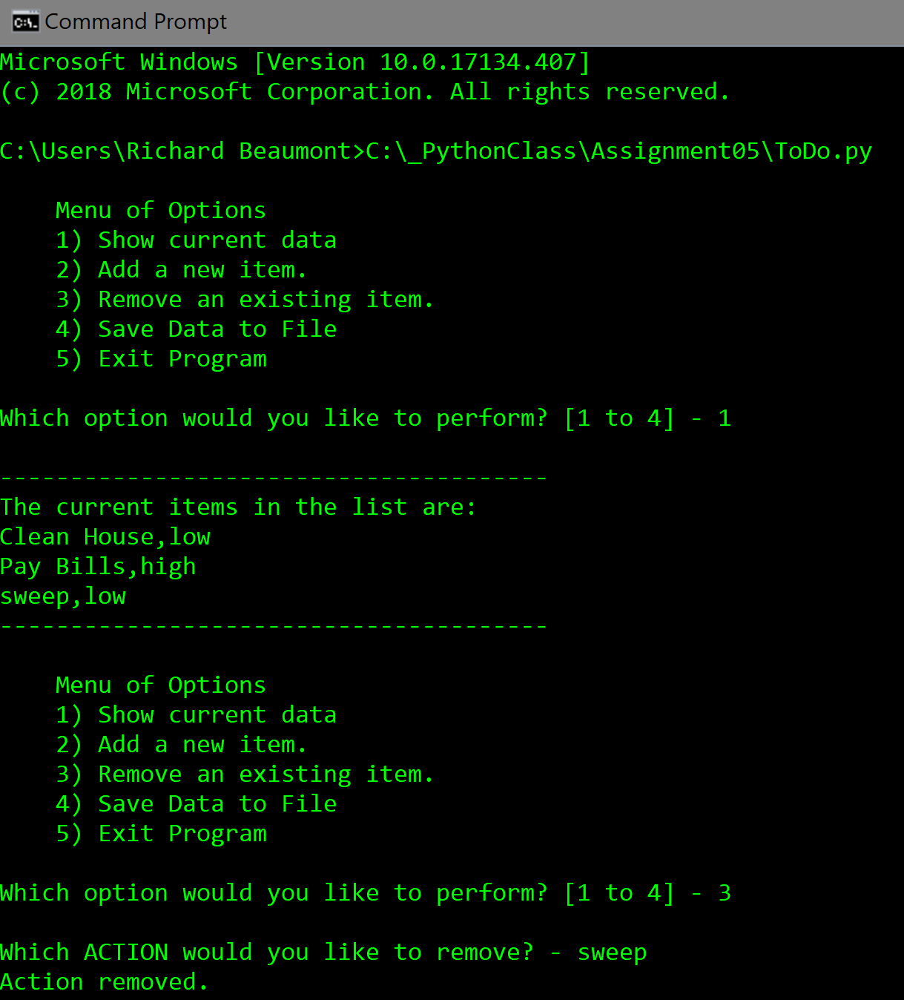 Command Prompt
Microsoft Windows [Version 10.0.17134.407]
(c) 2018 Microsoft Corporation. All rights reserved.
C:\Users\Richard Beaumont>C:\_PythonClass\Assignment05\ToDo.py
Menu of Options
1) Show current data
2) Add a new item.
3) Remove an existing item.
4) Save Data to File
5) Exit Program
Which option would you like to perform? [1 to 4] - 1
---------------------------------------
The current items in the list are:
Clean House,low
Pay Bills,high
sweep,low
---------------------------------------
Menu of Options
1) Show current data
2) Add a new item.
3) Remove an existing item.
4) Save Data to File
5) Exit Program
Which option would you like to perform? [1 to 4] - 3
Which ACTION would you like to remove? - sweep
Action removed.